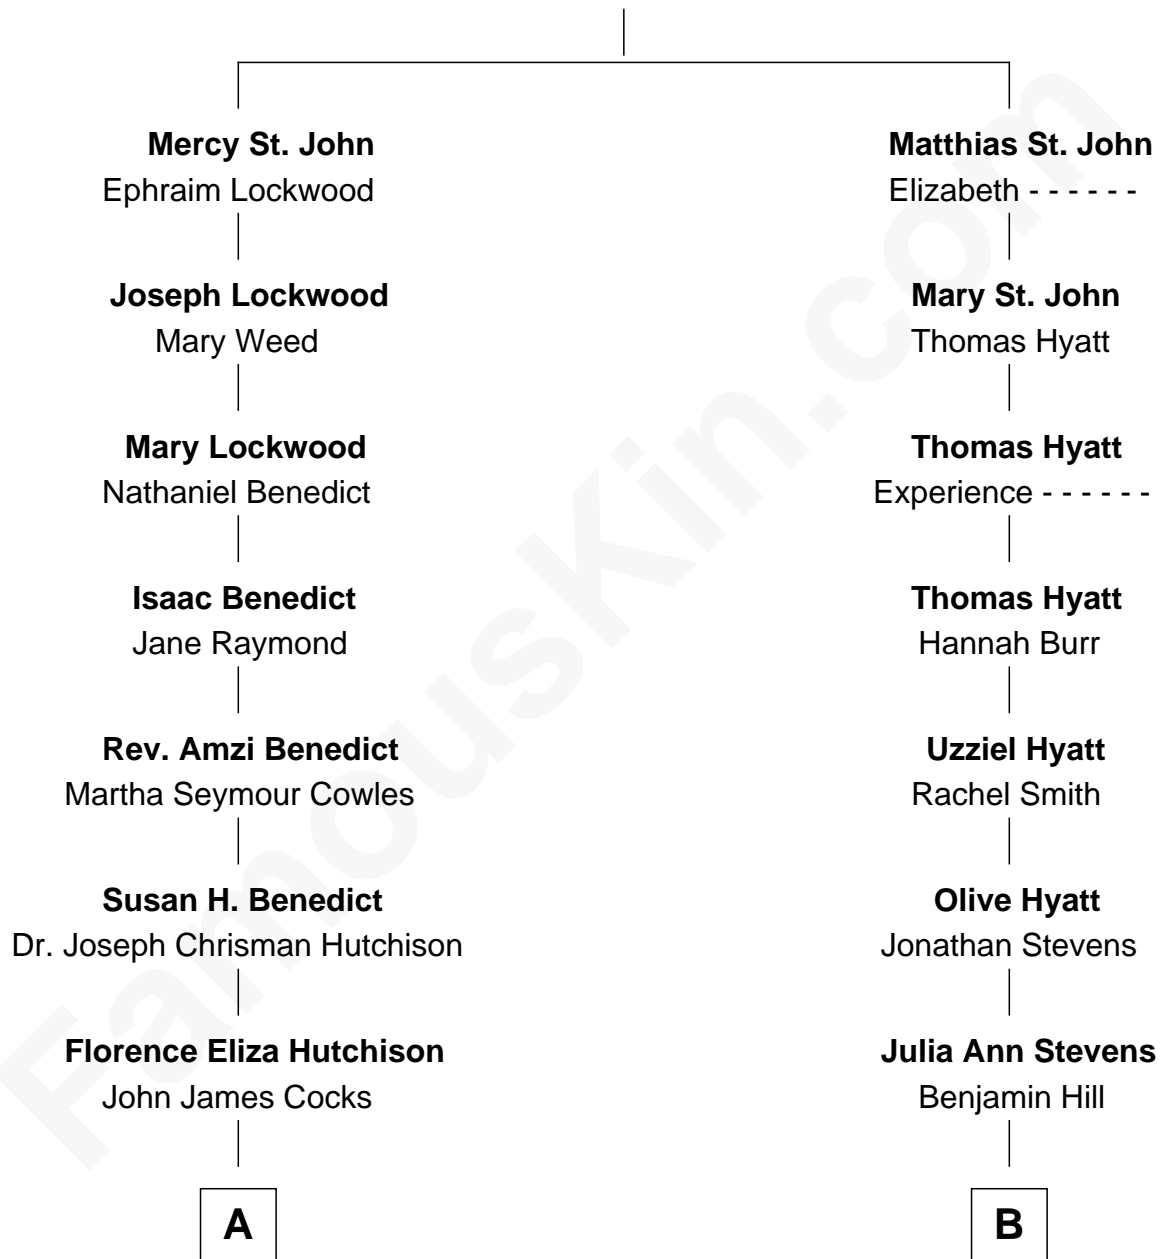 Mercy St. John
Ephraim Lockwood
Joseph Lockwood
Mary Weed
Mary Lockwood
Nathaniel Benedict
Isaac Benedict
Jane Raymond
Rev. Amzi Benedict
Martha Seymour Cowles
Susan H. Benedict
Dr. Joseph Chrisman Hutchison
Florence Eliza Hutchison
John James Cocks
A
Matthias St. John
Elizabeth - - - - - -
Mary St. John
Thomas Hyatt
Thomas Hyatt
Experience - - - - - -
Thomas Hyatt
Hannah Burr
Uzziel Hyatt
Rachel Smith
Olive Hyatt
Jonathan Stevens
Julia Ann Stevens
Benjamin Hill
B
FamousKin.com